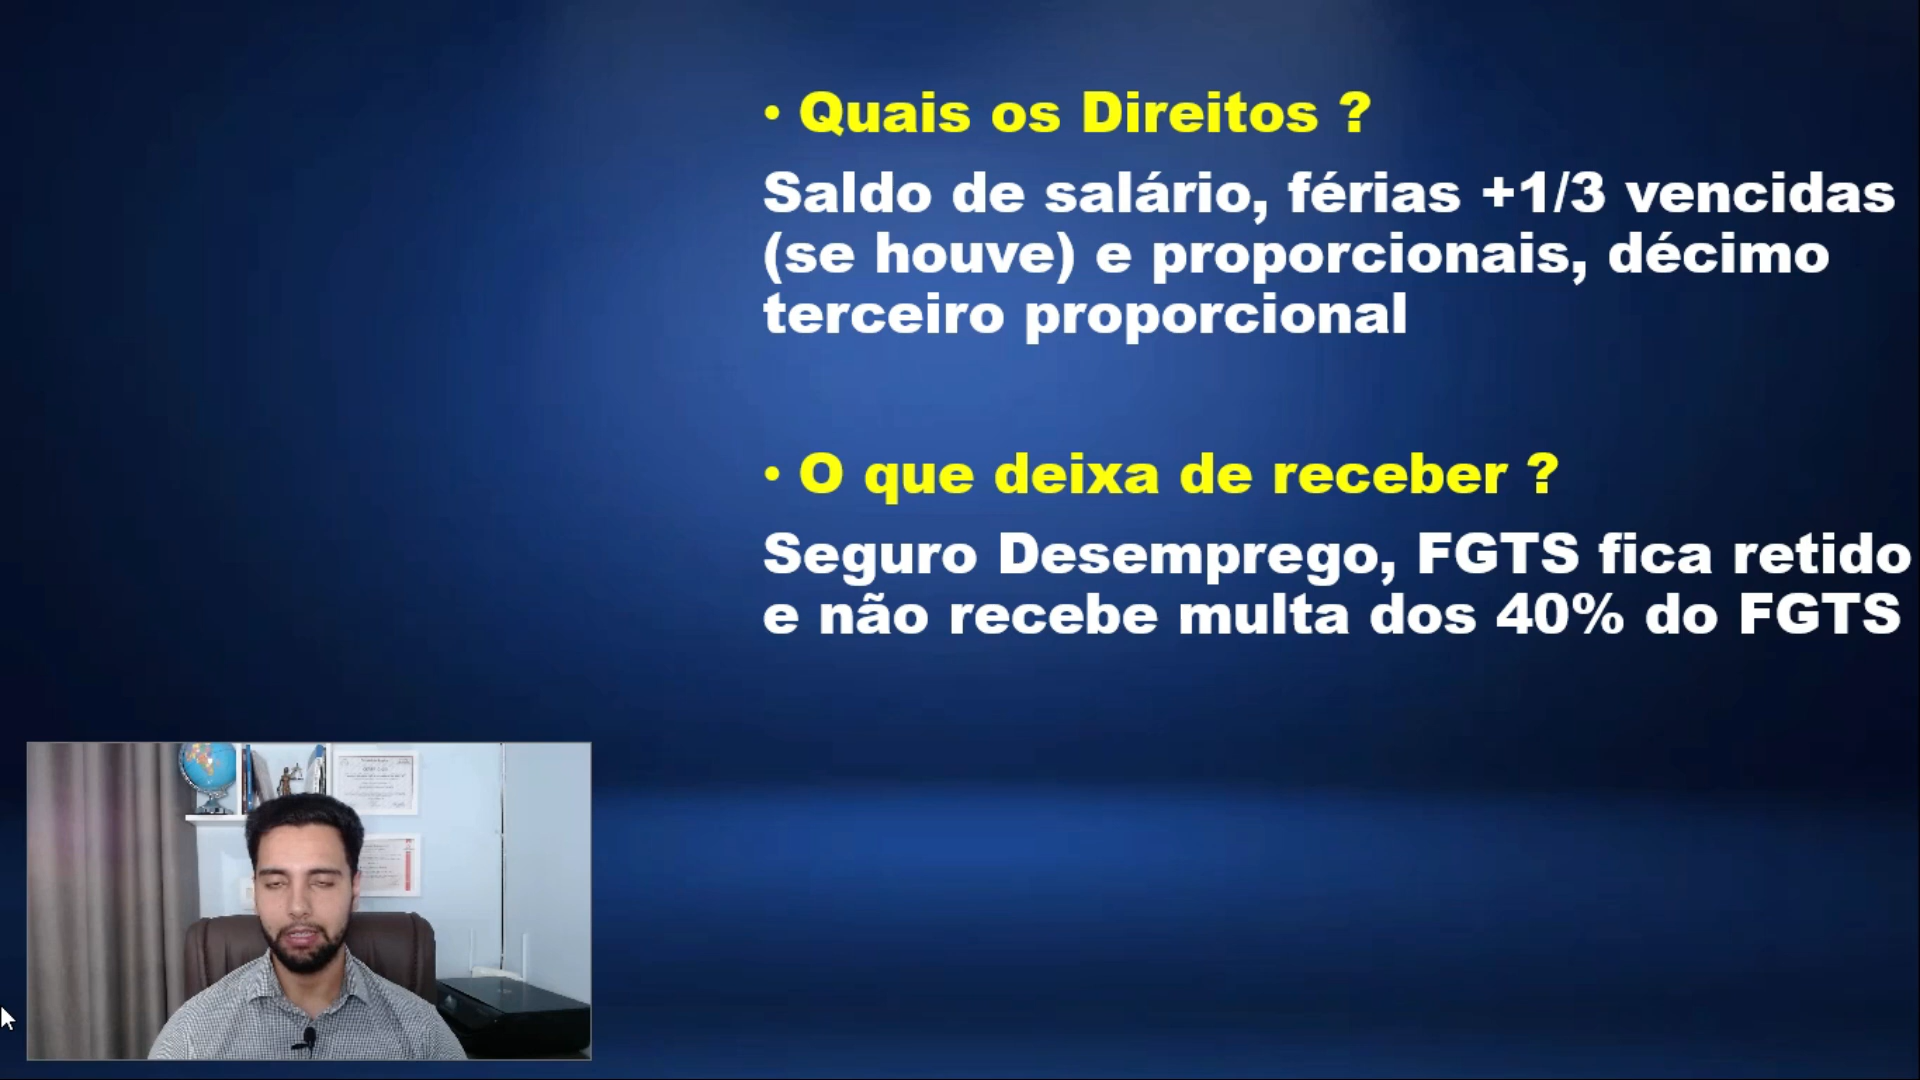 • Quais os Direitos ?
Saldo de salário, férias +1/3 vencidas
(se houve) e proporcionais, décimo
terceiro proporcional
• O que deixa de receber ?
Seguro Desemprego, FGTS fica retido
e não recebe multa dos 40% do FGTS